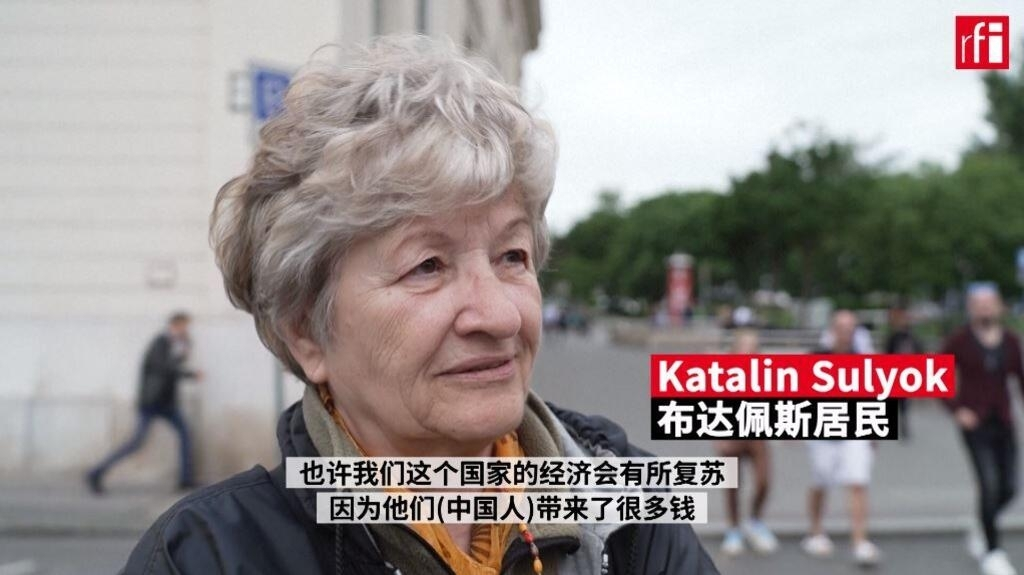 rfi
Katalin Sulyok
布达佩斯居民
也许我们这个国家的经济会有所复苏
因为他们(中国人)带来了很多钱